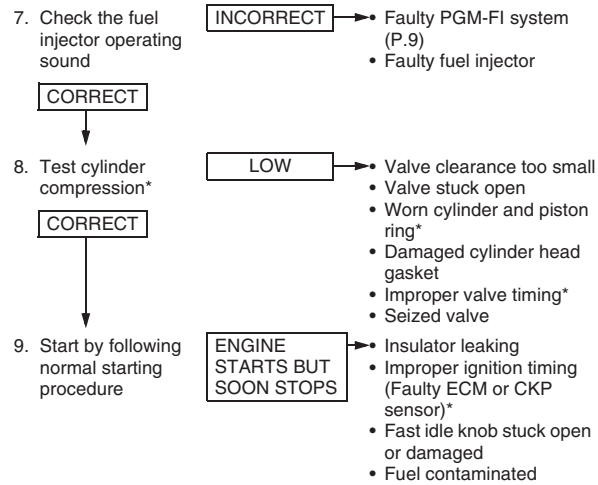 7. Check the fuel
injector operating
sound
INCORRECT
• Faulty PGM-FI system
(P.9)
• Faulty fuel injector
CORRECT
8. Test cylinder
compression*
LOW
• Valve clearance too small
• Valve stuck open
• Worn cylinder and piston
ring*
• Damaged cylinder head
gasket
• Improper valve timing*
• Seized valve
CORRECT
9. Start by following
normal starting
procedure
ENGINE
STARTS BUT
SOON STOPS
• Insulator leaking
• Improper ignition timing
(Faulty ECM or CKP
sensor)*
• Fast idle knob stuck open
or damaged
• Fuel contaminated